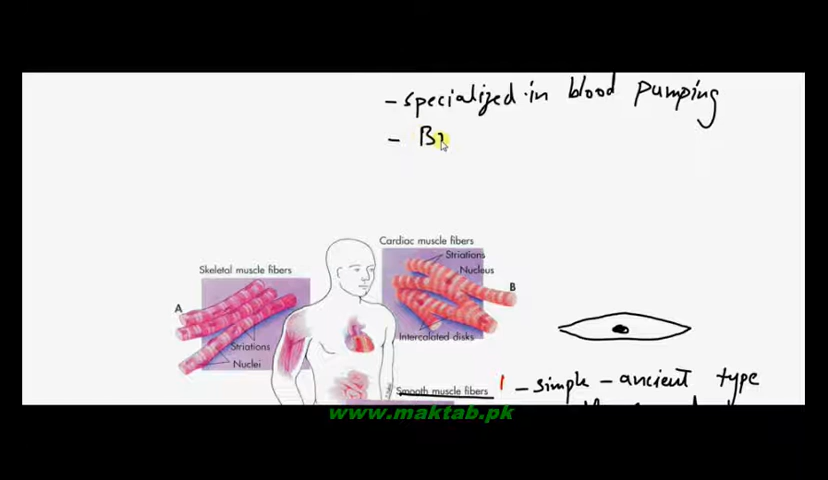 - specialized in blood pumping
- Br
Cardiac muscle fibers
Striations
Skeletal muscle fibers
Nucleus
A
B
Intercalated disks
Striations
Nuclei
Smooth muscle fibers
1 - simple - ancient type
www.maktab.pk